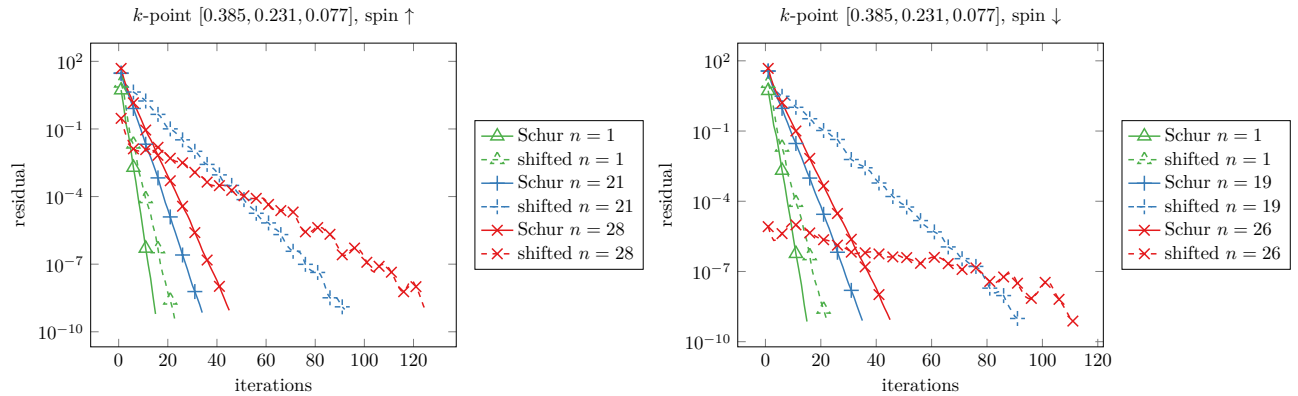 k-point [0.385, 0.231, 0.077], spin ↑
residual
10^2
10^−1
10^−4
10^−7
10^−10
0 20 40 60 80 100 120
iterations
Schur n = 1
shifted n = 1
Schur n = 21
shifted n = 21
Schur n = 28
shifted n = 28
k-point [0.385, 0.231, 0.077], spin ↓
residual
10^2
10^−1
10^−4
10^−7
10^−10
0 20 40 60 80 100 120
iterations
Schur n = 1
shifted n = 1
Schur n = 19
shifted n = 19
Schur n = 26
shifted n = 26